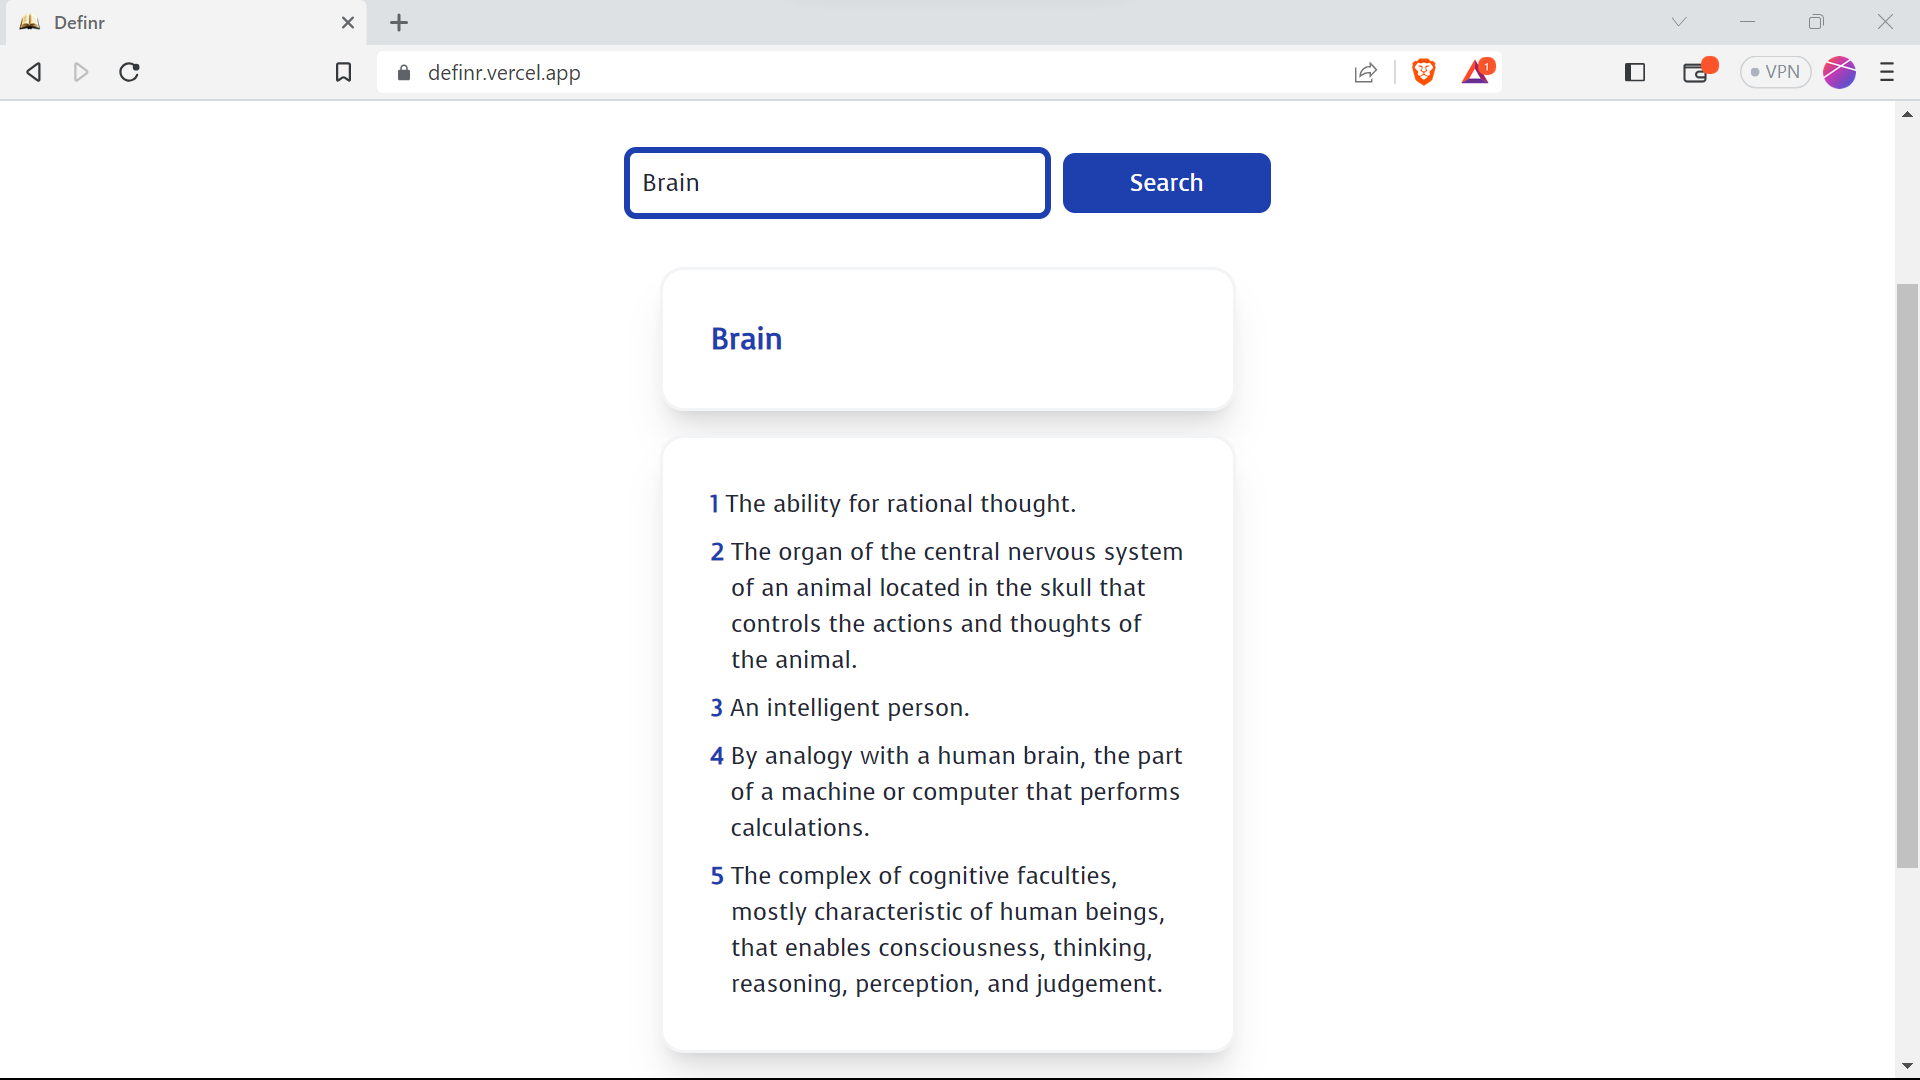 Definr
definr.vercel.app
1
VPN
Brain
Search
Brain
1 The ability for rational thought.
2 The organ of the central nervous system
of an animal located in the skull that
controls the actions and thoughts of
the animal.
3 An intelligent person.
4 By analogy with a human brain, the part
of a machine or computer that performs
calculations.
5 The complex of cognitive faculties,
mostly characteristic of human beings,
that enables consciousness, thinking,
reasoning, perception, and judgement.